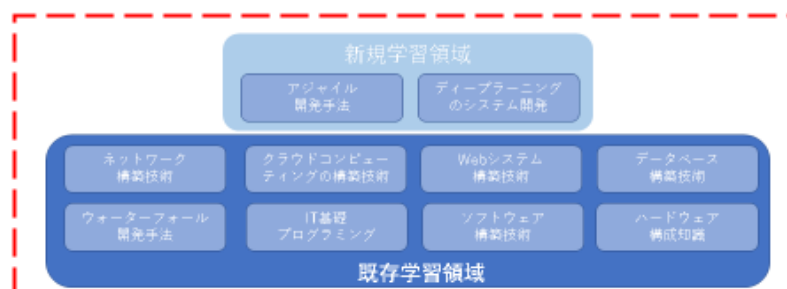 新規学習領域
アジャイル
開発手法
ディープラーニング
のシステム開発
ネットワーク
構築技術
クラウドコンピュー
ティングの構築技術
Webシステム
構築技術
データベース
構築技術
ウォーターフォール
開発手法
IT基礎
プログラミング
ソフトウェア
構築技術
ハードウェア
構成知識
既存学習領域